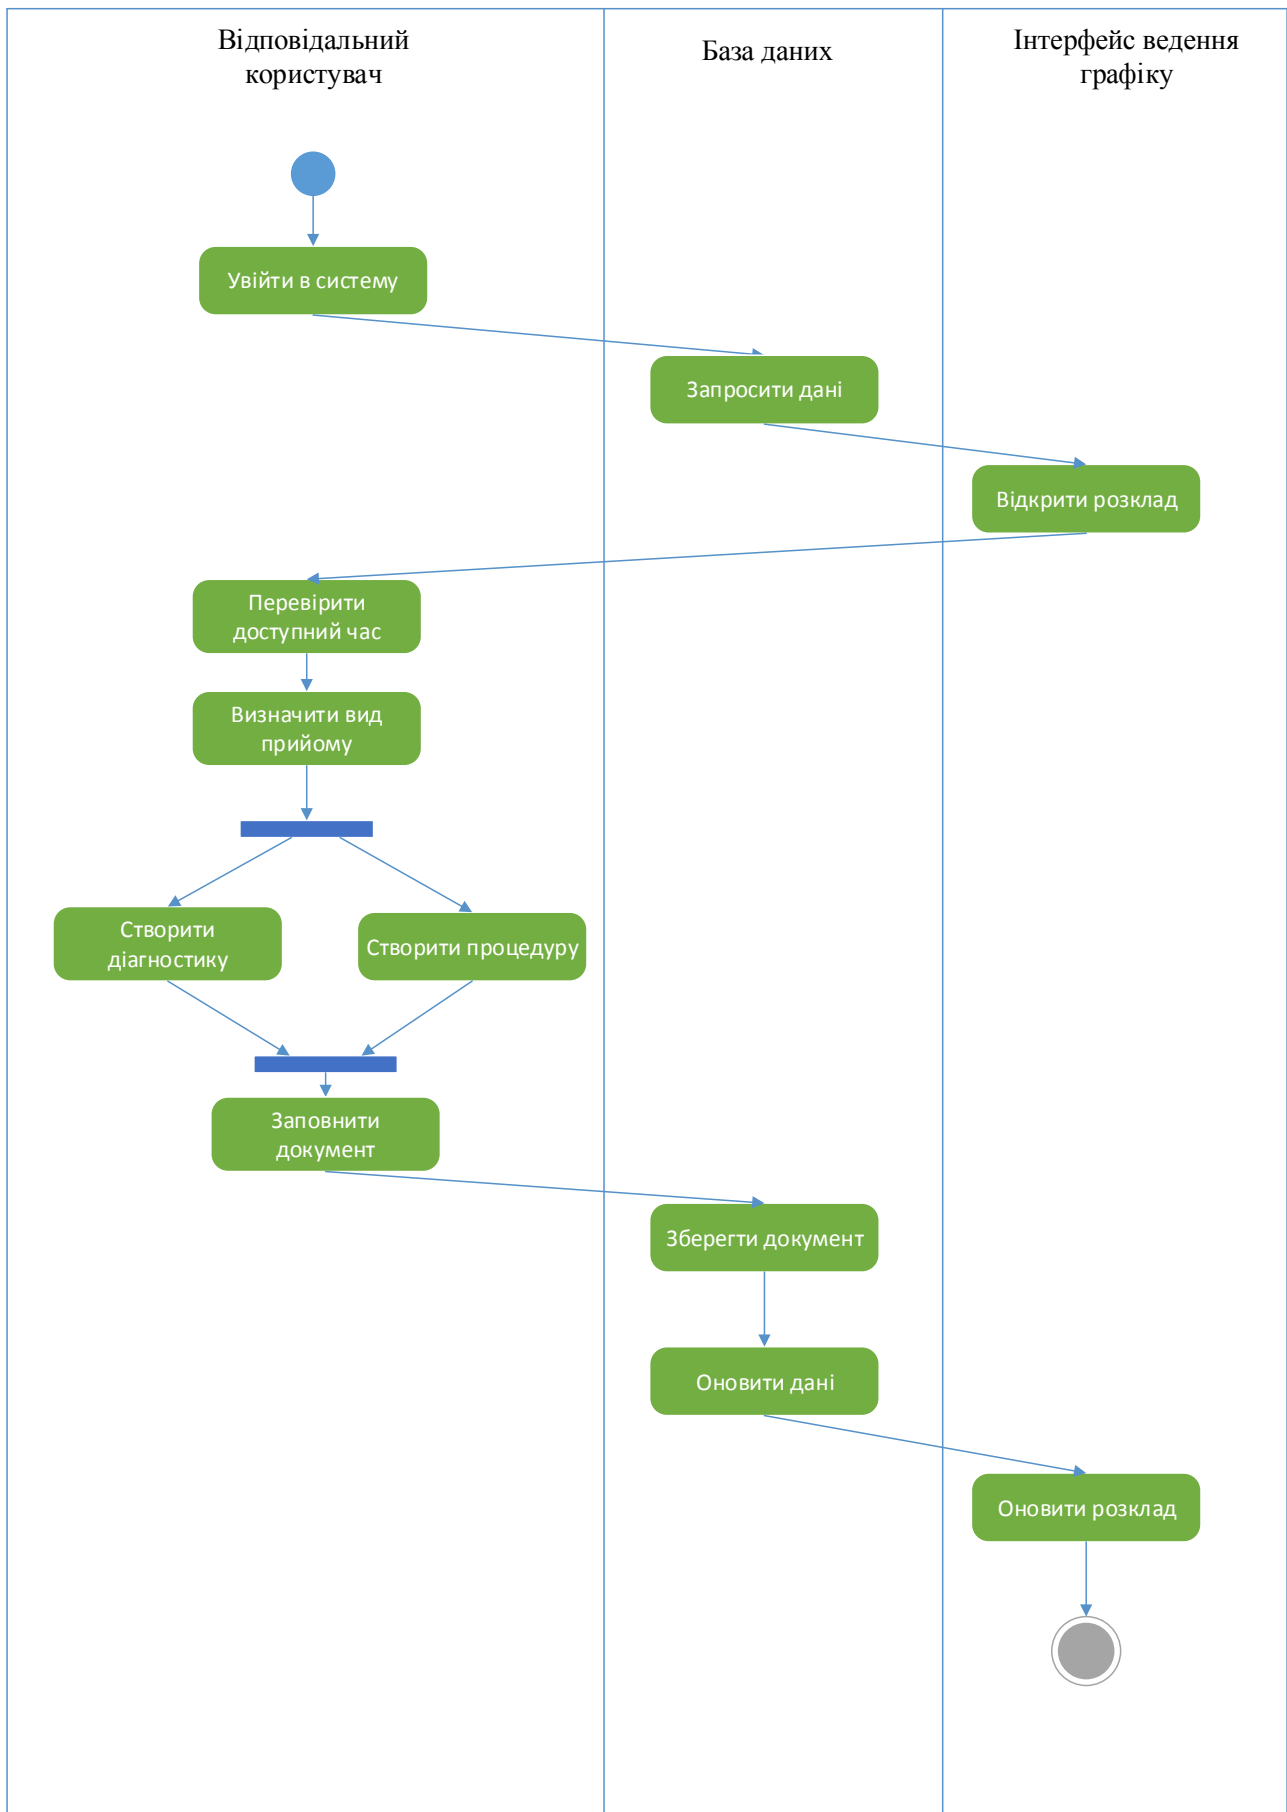 Відповідальний
користувач
База даних
Інтерфейс ведення
графіку
Увійти в систему
Запросити дані
Відкрити розклад
Перевірити
доступний час
Визначити вид
прийому
Створити
діагностику
Створити процедуру
Заповнити
документ
Зберегти документ
Оновити дані
Оновити розклад